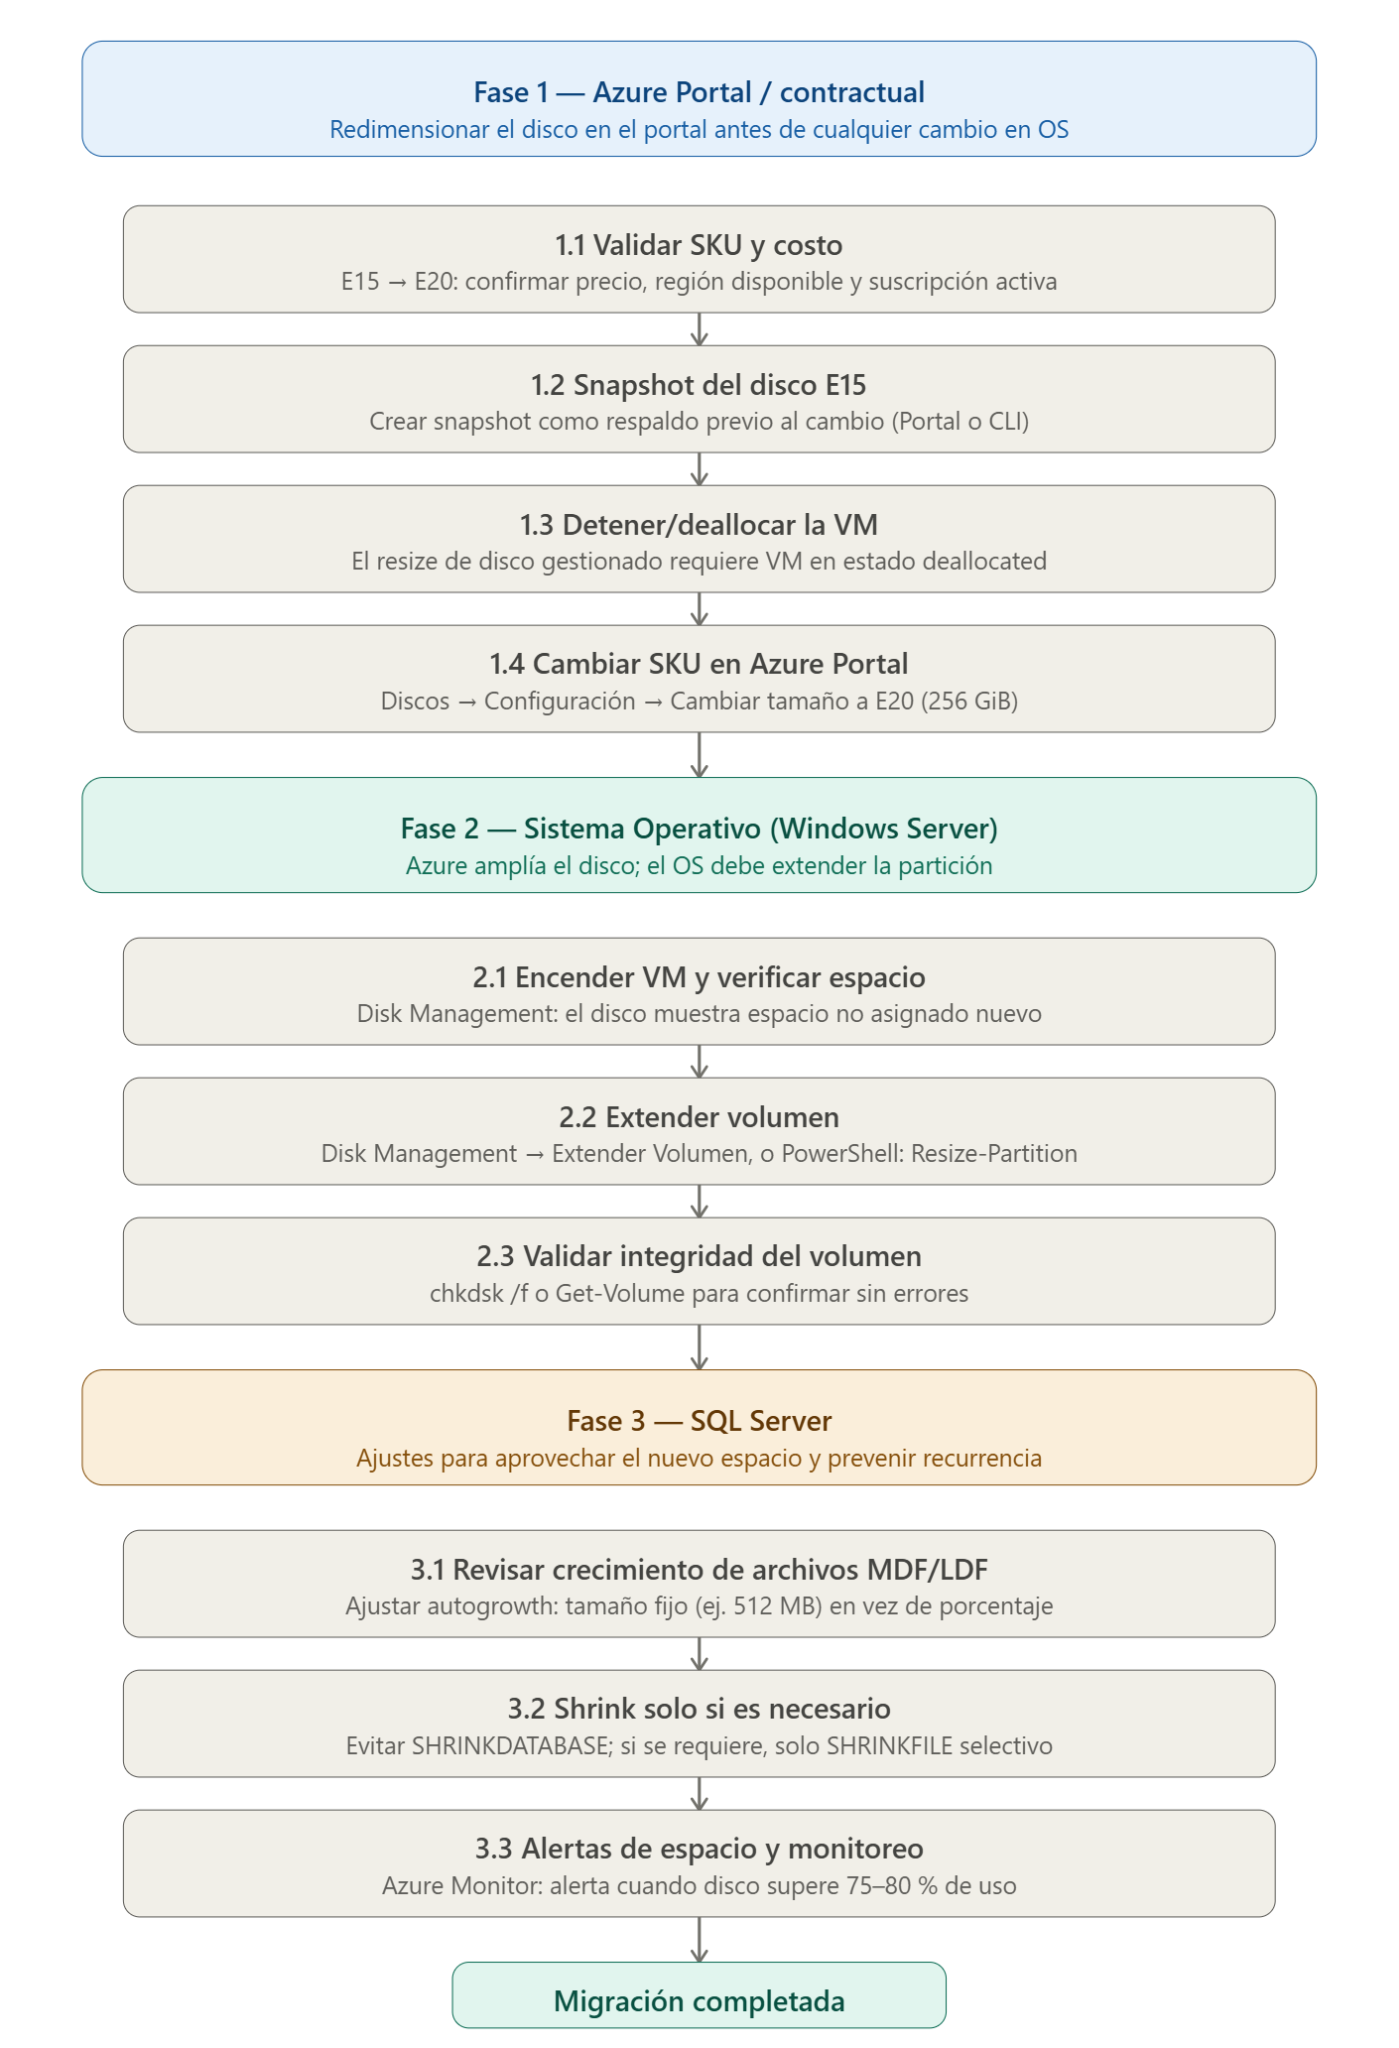 Fase 1 — Azure Portal / contractual
Redimensionar el disco en el portal antes de cualquier cambio en OS
1.1 Validar SKU y costo
E15 → E20: confirmar precio, región disponible y suscripción activa
1.2 Snapshot del disco E15
Crear snapshot como respaldo previo al cambio (Portal o CLI)
1.3 Detener/deallocar la VM
El resize de disco gestionado requiere VM en estado deallocated
1.4 Cambiar SKU en Azure Portal
Discos → Configuración → Cambiar tamaño a E20 (256 GiB)
Fase 2 — Sistema Operativo (Windows Server)
Azure amplía el disco; el OS debe extender la partición
2.1 Encender VM y verificar espacio
Disk Management: el disco muestra espacio no asignado nuevo
2.2 Extender volumen
Disk Management → Extender Volumen, o PowerShell: Resize-Partition
2.3 Validar integridad del volumen
chkdsk /f o Get-Volume para confirmar sin errores
Fase 3 — SQL Server
Ajustes para aprovechar el nuevo espacio y prevenir recurrencia
3.1 Revisar crecimiento de archivos MDF/LDF
Ajustar autogrowth: tamaño fijo (ej. 512 MB) en vez de porcentaje
3.2 Shrink solo si es necesario
Evitar SHRINKDATABASE; si se requiere, solo SHRINKFILE selectivo
3.3 Alertas de espacio y monitoreo
Azure Monitor: alerta cuando disco supere 75–80 % de uso
Migración completada